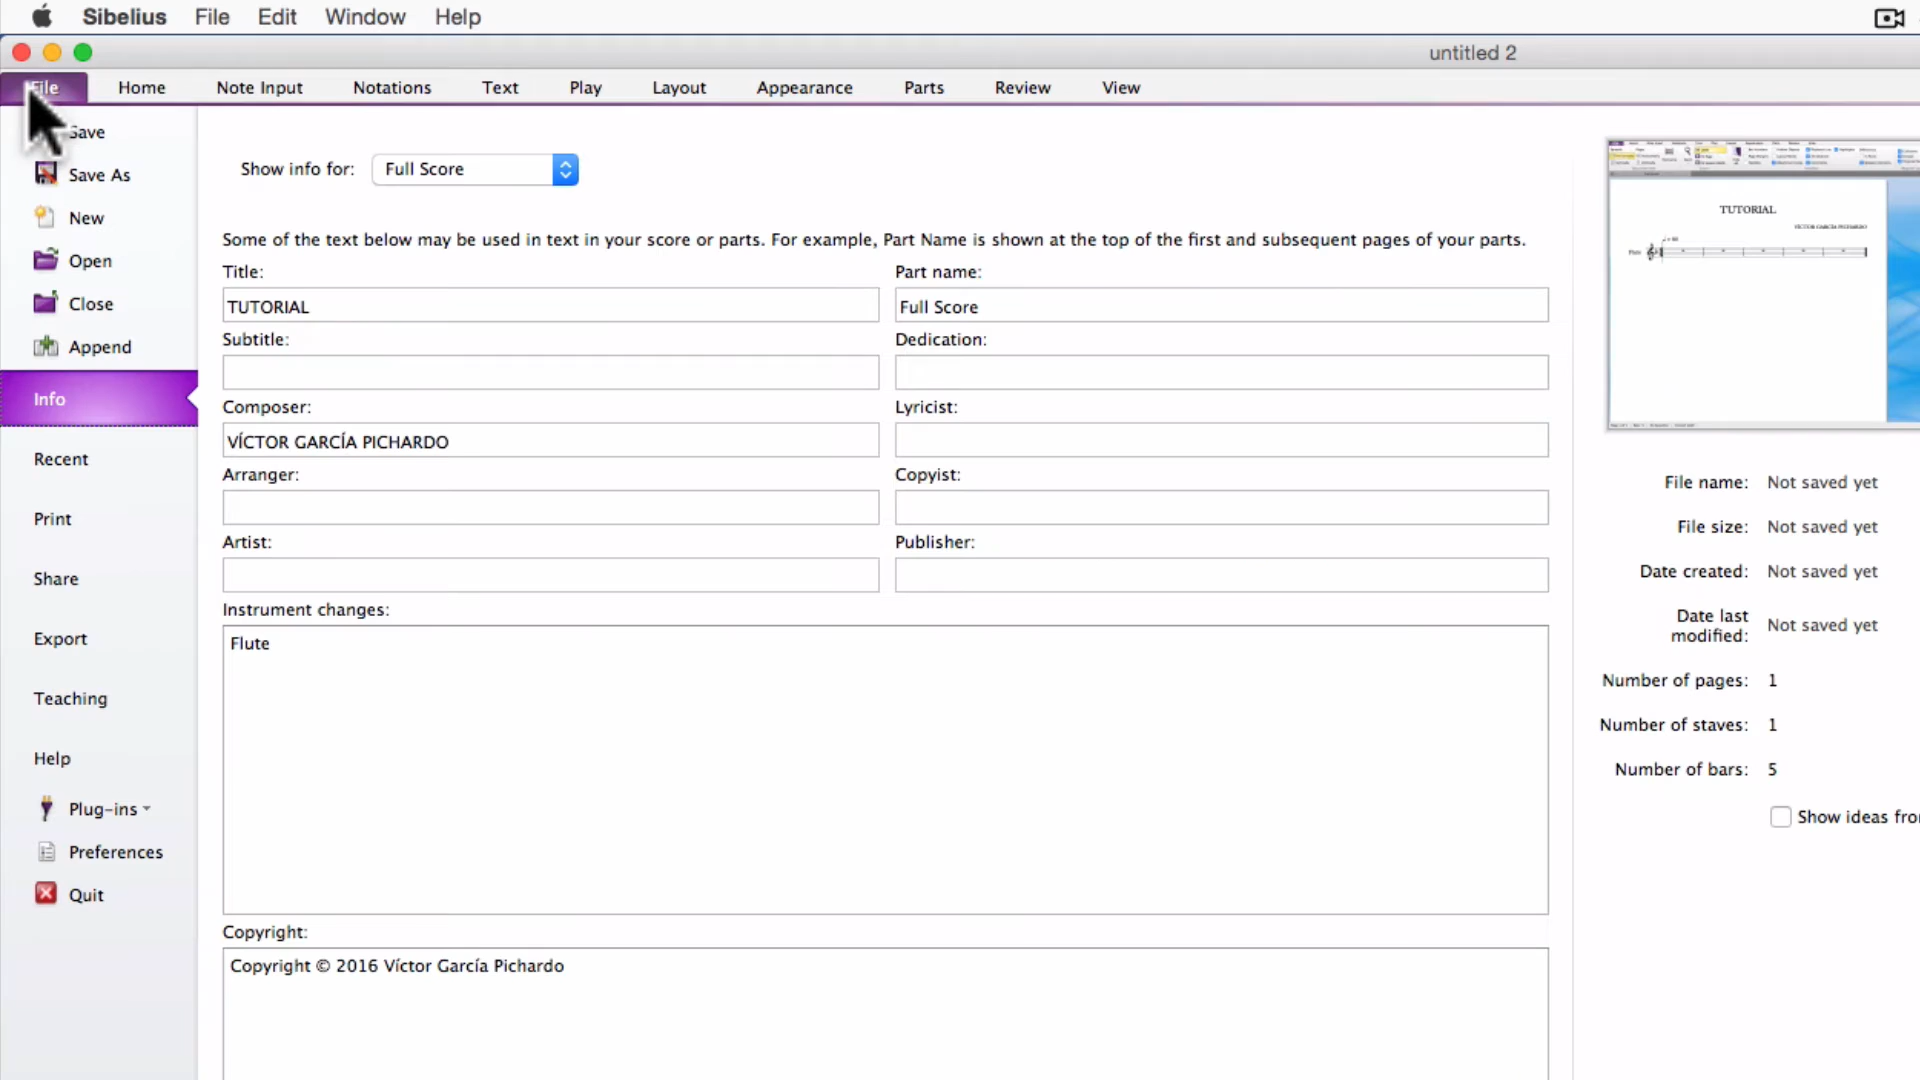 Sibelius File Edit Window Help
untitled 2
File Home Note Input Notations Text Play Layout Appearance Parts Review View
Save
Save As
New
Open
Close
Append
Info
Recent
Print
Share
Export
Teaching
Help
Plug-ins
Preferences
Quit
Show info for: Full Score
Some of the text below may be used in text in your score or parts. For example, Part Name is shown at the top of the first and subsequent pages of your parts.
Title: Part name:
TUTORIAL Full Score
Subtitle: Dedication:
Composer: Lyricist:
VÍCTOR GARCÍA PICHARDO
Arranger: Copyist:
Artist: Publisher:
Instrument changes:
Flute
Copyright:
Copyright © 2016 Víctor García Pichardo
TUTORIAL
VÍCTOR GARCÍA PICHARDO
Flute
File name: Not saved yet
File size: Not saved yet
Date created: Not saved yet
Date last
modified: Not saved yet
Number of pages: 1
Number of staves: 1
Number of bars: 5
Show ideas fro